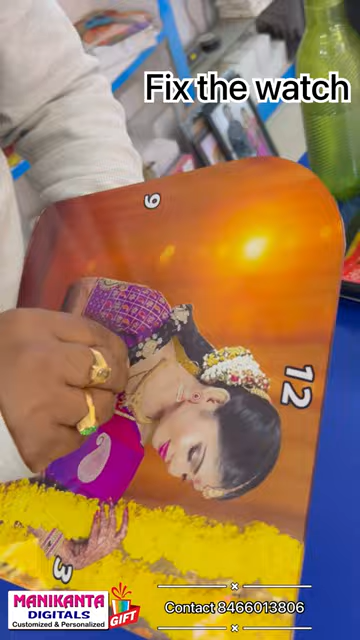 Fix the watch
9
12
3
MANIKANTA
DIGITALS
Customized & Personalized
GIFT
Contact 8466013806